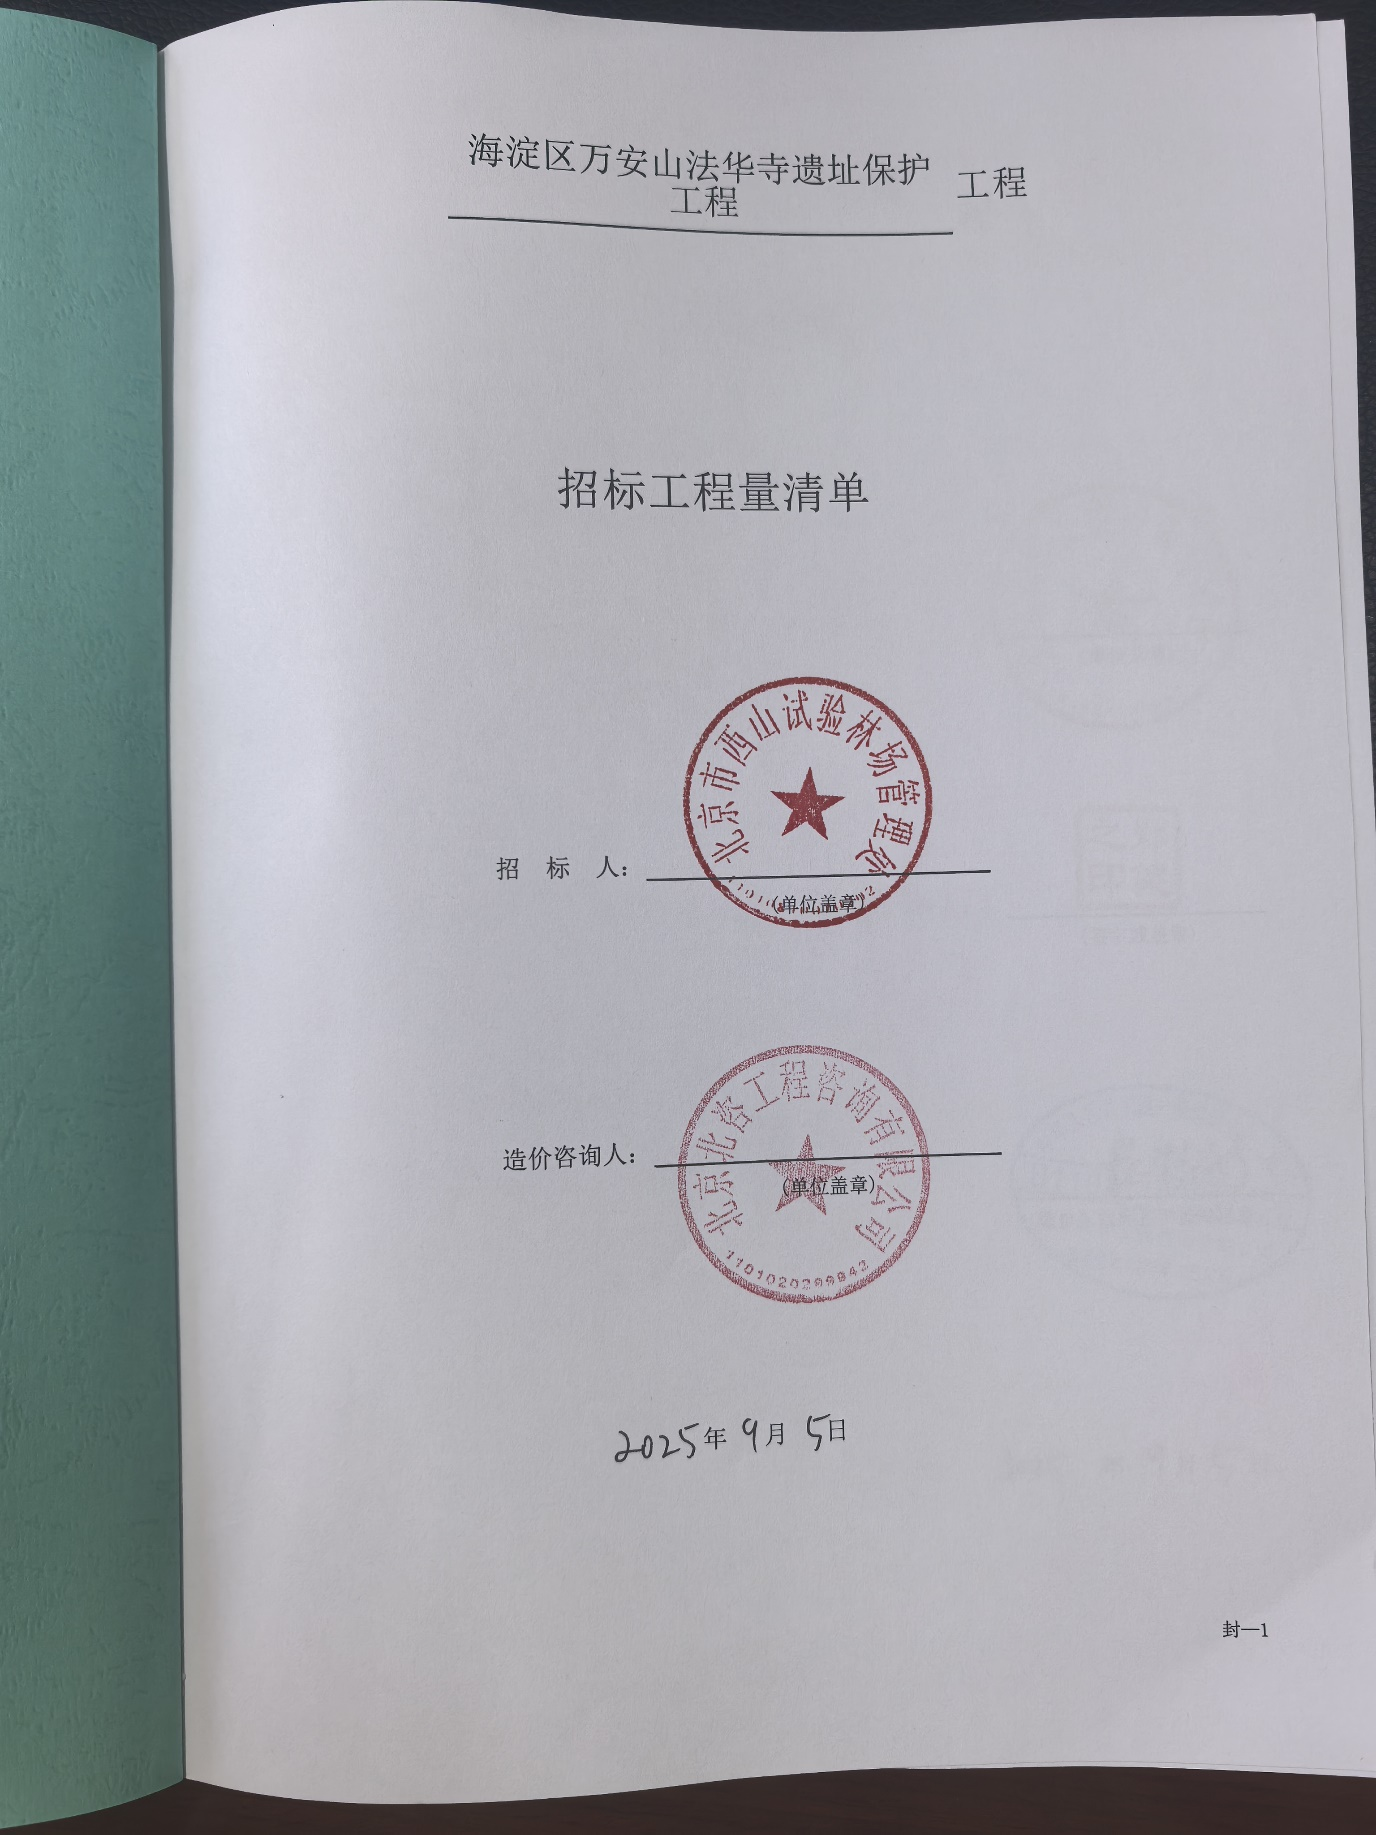 海淀区万安山法华寺遗址保护
工程
工程
招标工程量清单
北京市西山试验林场管理处
招 标 人：
(单位盖章)
北京北咨工程咨询有限公司
造价咨询人：
(单位盖章)
1101020299942
2025年 9月 5日
封—1